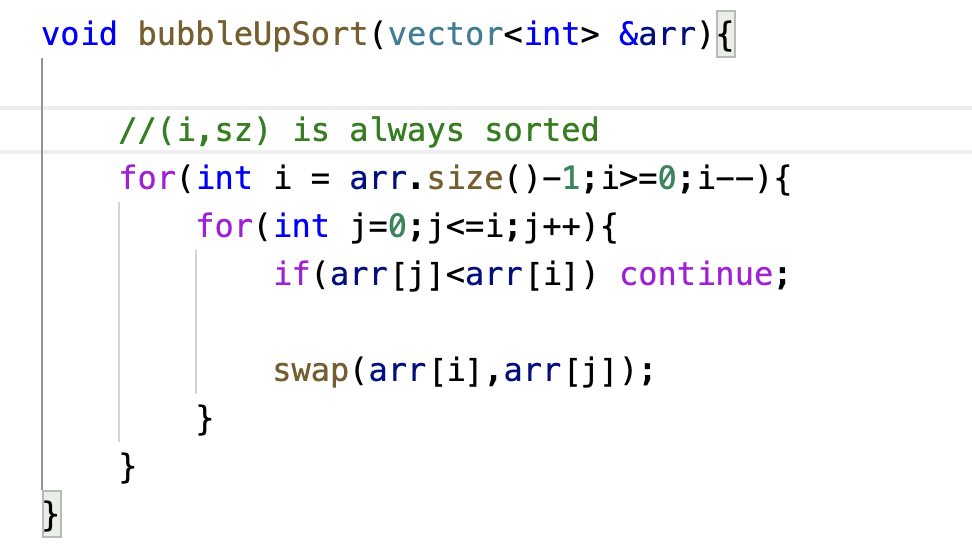 void bubbleUpSort(vector<int> &arr){
//(i,sz) is always sorted
for(int i = arr.size()-1;i>=0;i--){
for(int j=0;j<=i;j++){
if(arr[j]<arr[i]) continue;
swap(arr[i],arr[j]);
}
}
}